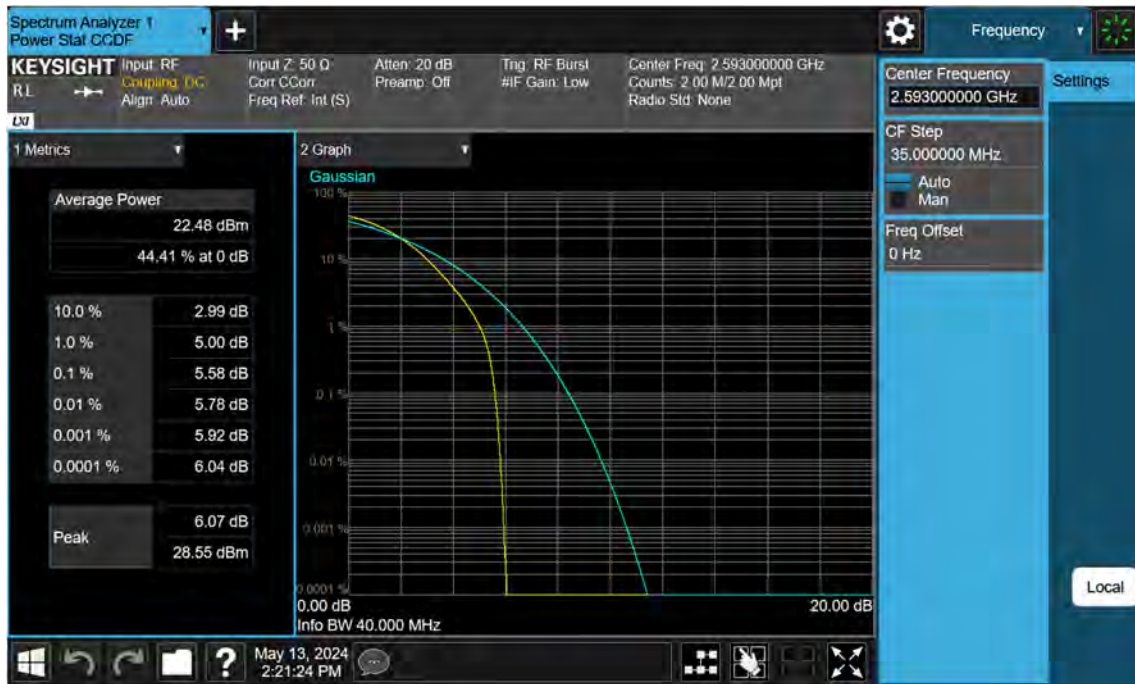 Spectrum Analyzer 1
Power Stat CCDF
+
Frequency
KEYSIGHT
RL
LXI
Input: RF
Coupling: DC
Align: Auto
Input Z: 50 Ω
Corr CCorr
Freq Ref: Int (S)
Atten: 20 dB
Preamp: Off
Trig: RF Burst
#IF Gain: Low
Center Freq: 2.593000000 GHz
Counts: 2.00 M/2.00 Mpt
Radio Std: None
Center Frequency
2.593000000 GHz
Settings
CF Step
35.000000 MHz
Auto
Man
Freq Offset
0 Hz
Local
1 Metrics
Average Power
22.48 dBm
44.41 % at 0 dB
10.0 % 2.99 dB
1.0 % 5.00 dB
0.1 % 5.58 dB
0.01 % 5.78 dB
0.001 % 5.92 dB
0.0001 % 6.04 dB
Peak
6.07 dB
28.55 dBm
2 Graph
Gaussian
100 %
10 %
1 %
0.1 %
0.01 %
0.001 %
0.0001 %
0.00 dB 20.00 dB
Info BW 40.000 MHz
?
May 13, 2024
2:21:24 PM